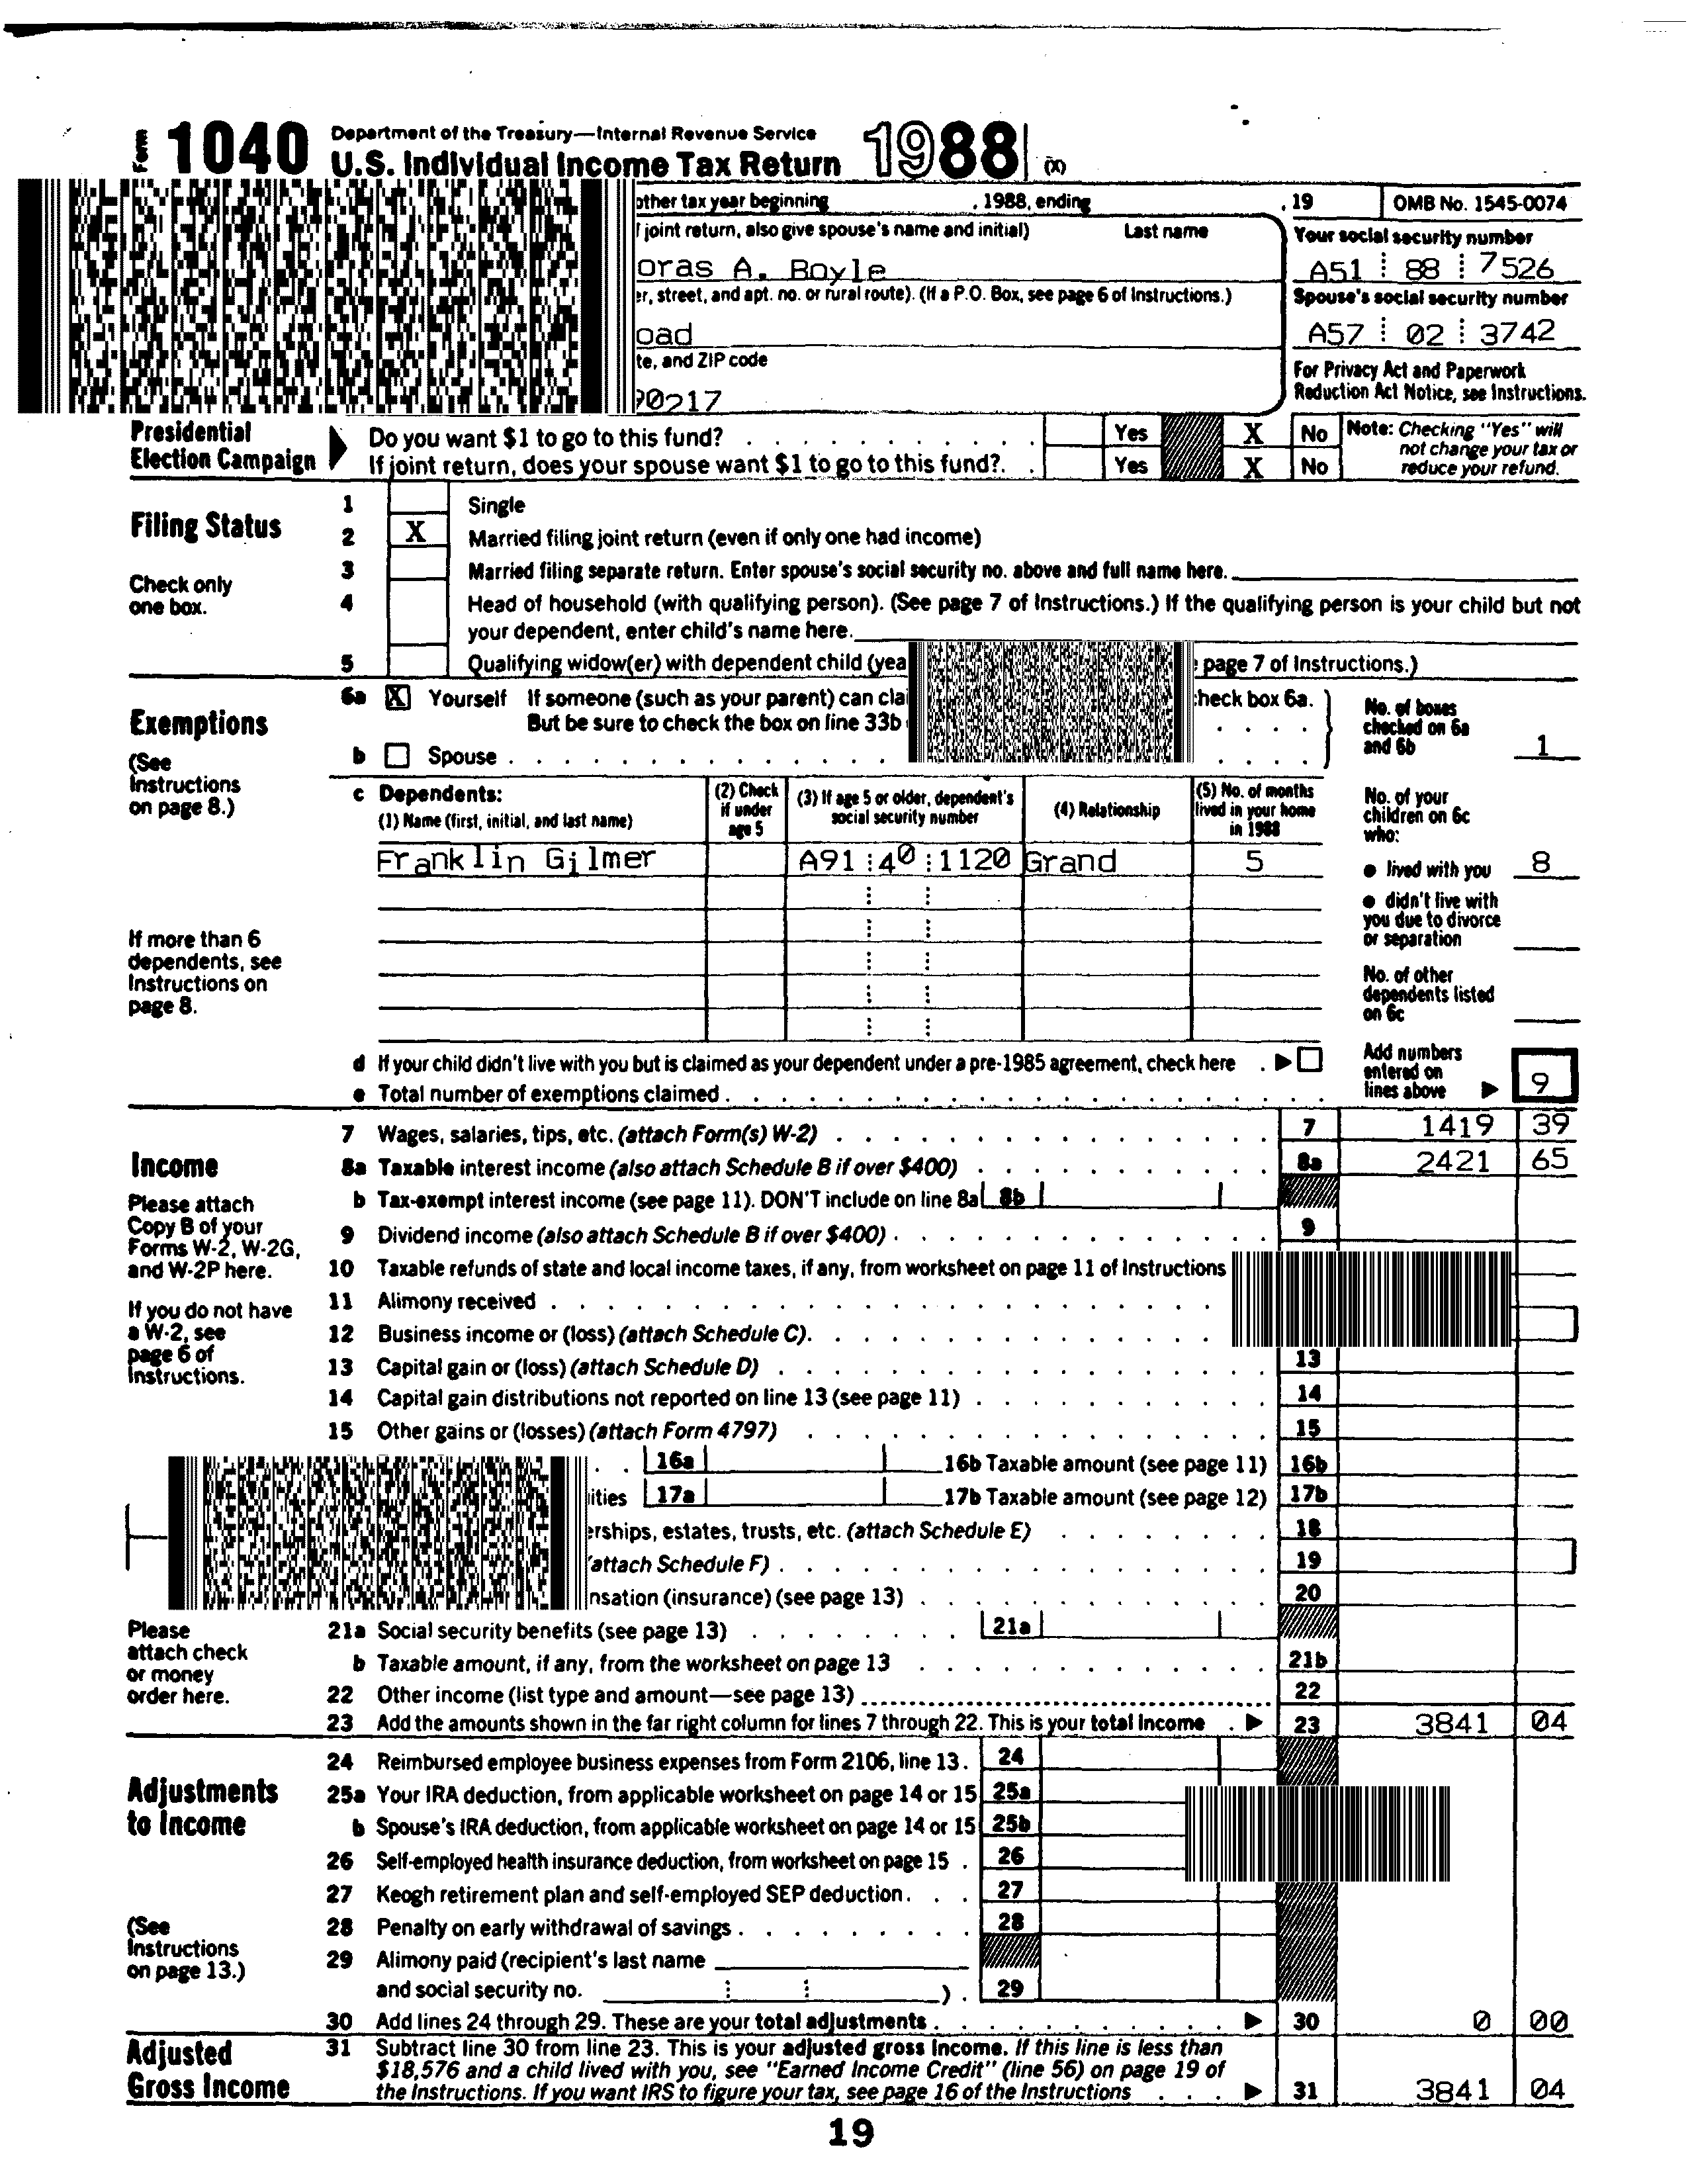 Form 1040 Department of the Treasury—Internal Revenue Service
U.S. Individual Income Tax Return 1988 (X)
other tax year beginning , 1988, ending , 19 OMB No. 1545-0074
joint return, also give spouse's name and initial) Last name Your social security number
oras A. Boyle A51 88 7526
street, and apt. no. or rural route). (If a P.O. Box, see page 6 of Instructions.) Spouse's social security number
oad A57 02 3742
te, and ZIP code For Privacy Act and Paperwork
Reduction Act Notice, see Instructions.
90217
Presidential Election Campaign
Do you want $1 to go to this fund? Yes X No
If joint return, does your spouse want $1 to go to this fund? Yes X No
Note: Checking "Yes" will
not change your tax or
reduce your refund.
Filing Status
Check only
one box.
1 Single
2 X Married filing joint return (even if only one had income)
3 Married filing separate return. Enter spouse's social security no. above and full name here.
4 Head of household (with qualifying person). (See page 7 of Instructions.) If the qualifying person is your child but not
your dependent, enter child's name here.
5 Qualifying widow(er) with dependent child (yea page 7 of Instructions.)
Exemptions
(See
Instructions
on page 8.)
6a X Yourself If someone (such as your parent) can clai heck box 6a.
But be sure to check the box on line 33b
b Spouse
No. of boxes
checked on 6a
and 6b 1
c Dependents:
(1) Name (first, initial, and last name)
(2) Check
if under
age 5
(3) If age 5 or older, dependent's
social security number
(4) Relationship
(5) No. of months
lived in your home
in 1988
Franklin Gilmer A91 40 1120 Grand 5
No. of your
children on 6c
who:
● lived with you 8
● didn't live with
you due to divorce
or separation
No. of other
dependents listed
on 6c
If more than 6
dependents, see
Instructions on
page 8.
d If your child didn't live with you but is claimed as your dependent under a pre-1985 agreement, check here
e Total number of exemptions claimed
Add numbers
entered on
lines above 9
Income
Please attach
Copy B of your
Forms W-2, W-2G,
and W-2P here.
If you do not have
a W-2, see
page 6 of
Instructions.
7 Wages, salaries, tips, etc. (attach Form(s) W-2) 7 1419 39
8a Taxable interest income (also attach Schedule B if over $400) 8a 2421 65
b Tax-exempt interest income (see page 11). DON'T include on line 8a 8b
9 Dividend income (also attach Schedule B if over $400) 9
10 Taxable refunds of state and local income taxes, if any, from worksheet on page 11 of Instructions
11 Alimony received
12 Business income or (loss) (attach Schedule C)
13 Capital gain or (loss) (attach Schedule D) 13
14 Capital gain distributions not reported on line 13 (see page 11) 14
15 Other gains or (losses) (attach Form 4797) 15
16a 16b Taxable amount (see page 11) 16b
ities 17a 17b Taxable amount (see page 12) 17b
erships, estates, trusts, etc. (attach Schedule E) 18
attach Schedule F) 19
nsation (insurance) (see page 13) 20
Please
attach check
or money
order here.
21a Social security benefits (see page 13) 21a
b Taxable amount, if any, from the worksheet on page 13 21b
22 Other income (list type and amount—see page 13) 22
23 Add the amounts shown in the far right column for lines 7 through 22. This is your total income 23 3841 04
Adjustments
to Income
(See
Instructions
on page 13.)
24 Reimbursed employee business expenses from Form 2106, line 13. 24
25a Your IRA deduction, from applicable worksheet on page 14 or 15 25a
b Spouse's IRA deduction, from applicable worksheet on page 14 or 15 25b
26 Self-employed health insurance deduction, from worksheet on page 15 26
27 Keogh retirement plan and self-employed SEP deduction 27
28 Penalty on early withdrawal of savings 28
29 Alimony paid (recipient's last name
and social security no. ) 29
30 Add lines 24 through 29. These are your total adjustments 30 0 00
Adjusted
Gross Income
31 Subtract line 30 from line 23. This is your adjusted gross income. If this line is less than
$18,576 and a child lived with you, see "Earned Income Credit" (line 56) on page 19 of
the Instructions. If you want IRS to figure your tax, see page 16 of the Instructions 31 3841 04
19